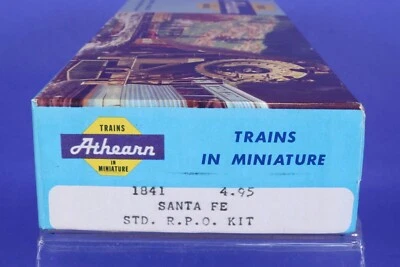 TRAINS
Athearn
IN
MINIATURE
TRAINS
IN MINIATURE
1841 4.95
SANTA FE
STD. R.P.O. KIT